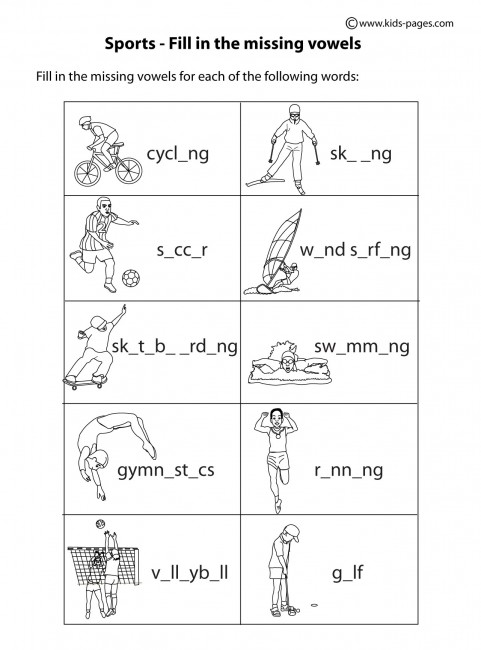 ©www.kids-pages.com
Sports - Fill in the missing vowels
Fill in the missing vowels for each of the following words:
cycl_ng
sk_ _ng
s_cc_r
w_nd s_rf_ng
sk_t_b_ _rd_ng
sw_mm_ng
gymn_st_cs
r_nn_ng
v_ll_yb_ll
g_lf